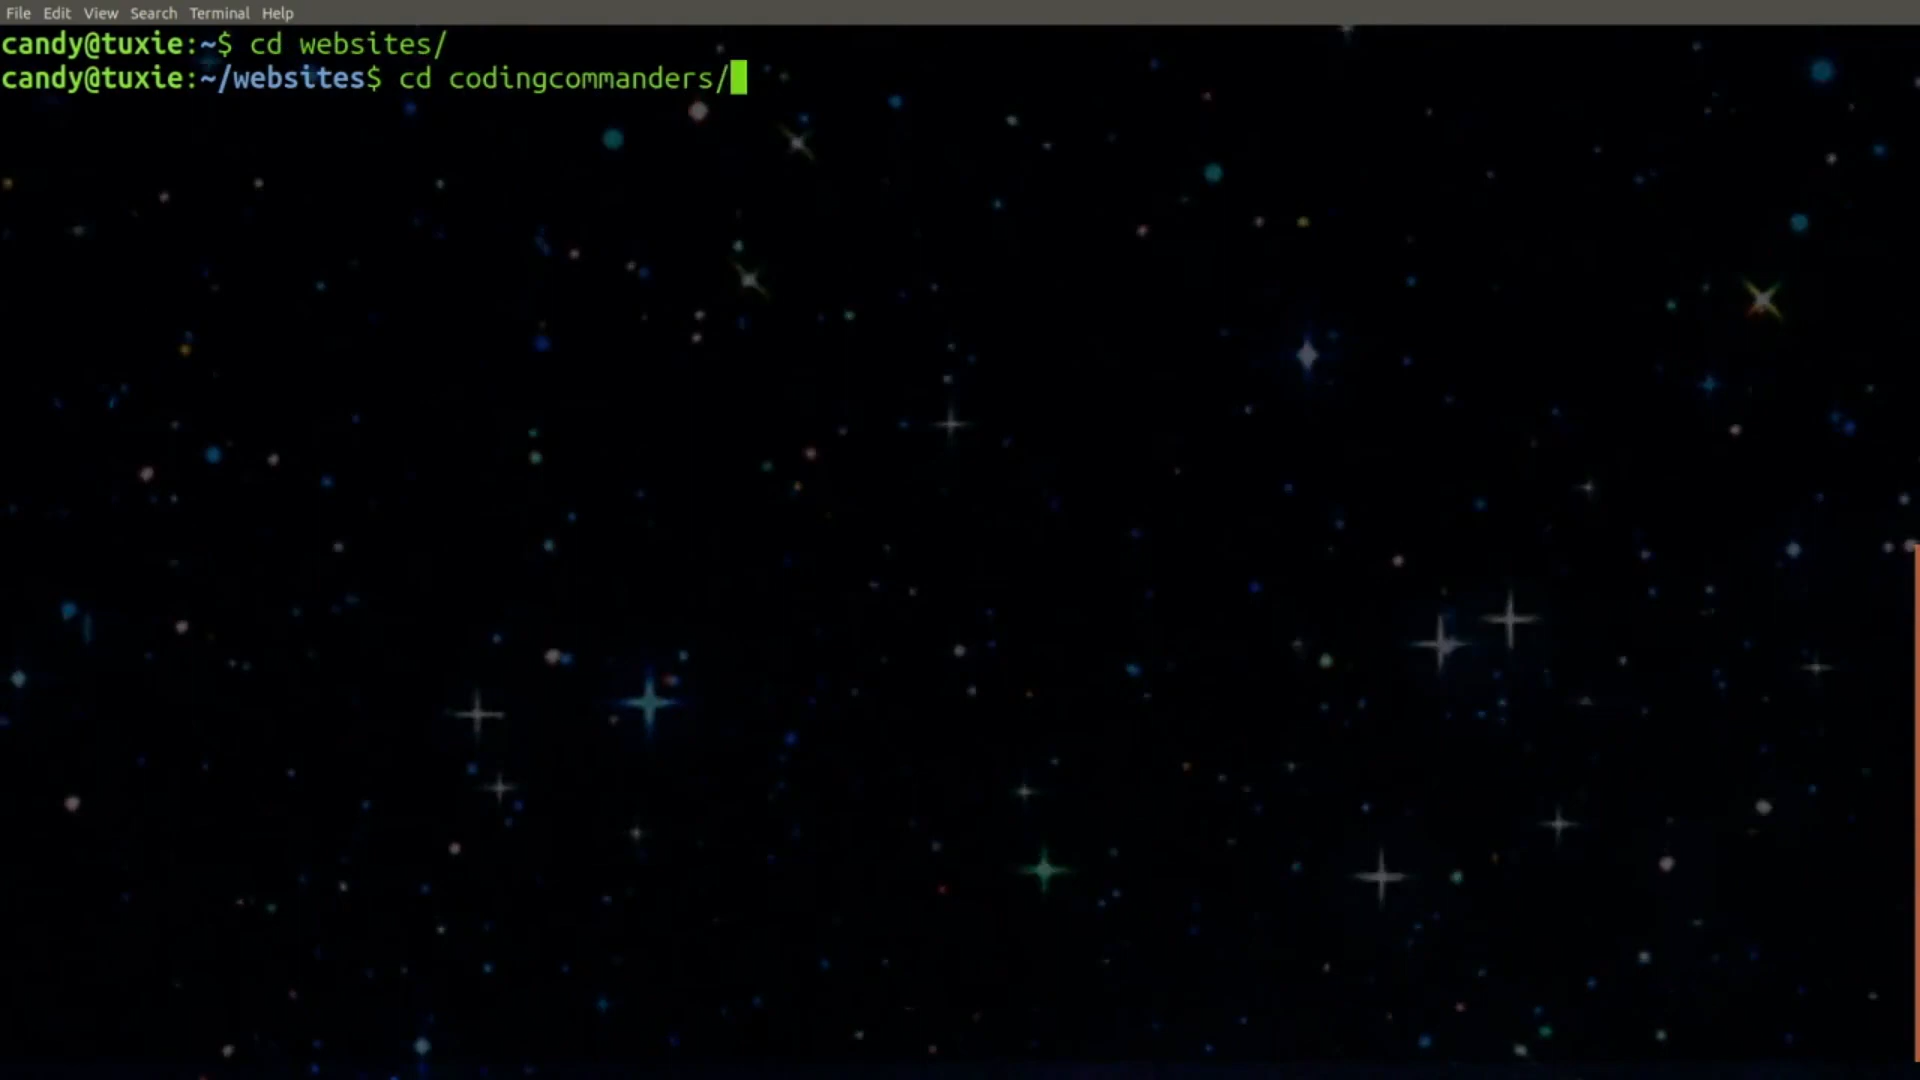 File Edit View Search Terminal Help
candy@tuxie:~$ cd websites/
candy@tuxie:~/websites$ cd codingcommanders/